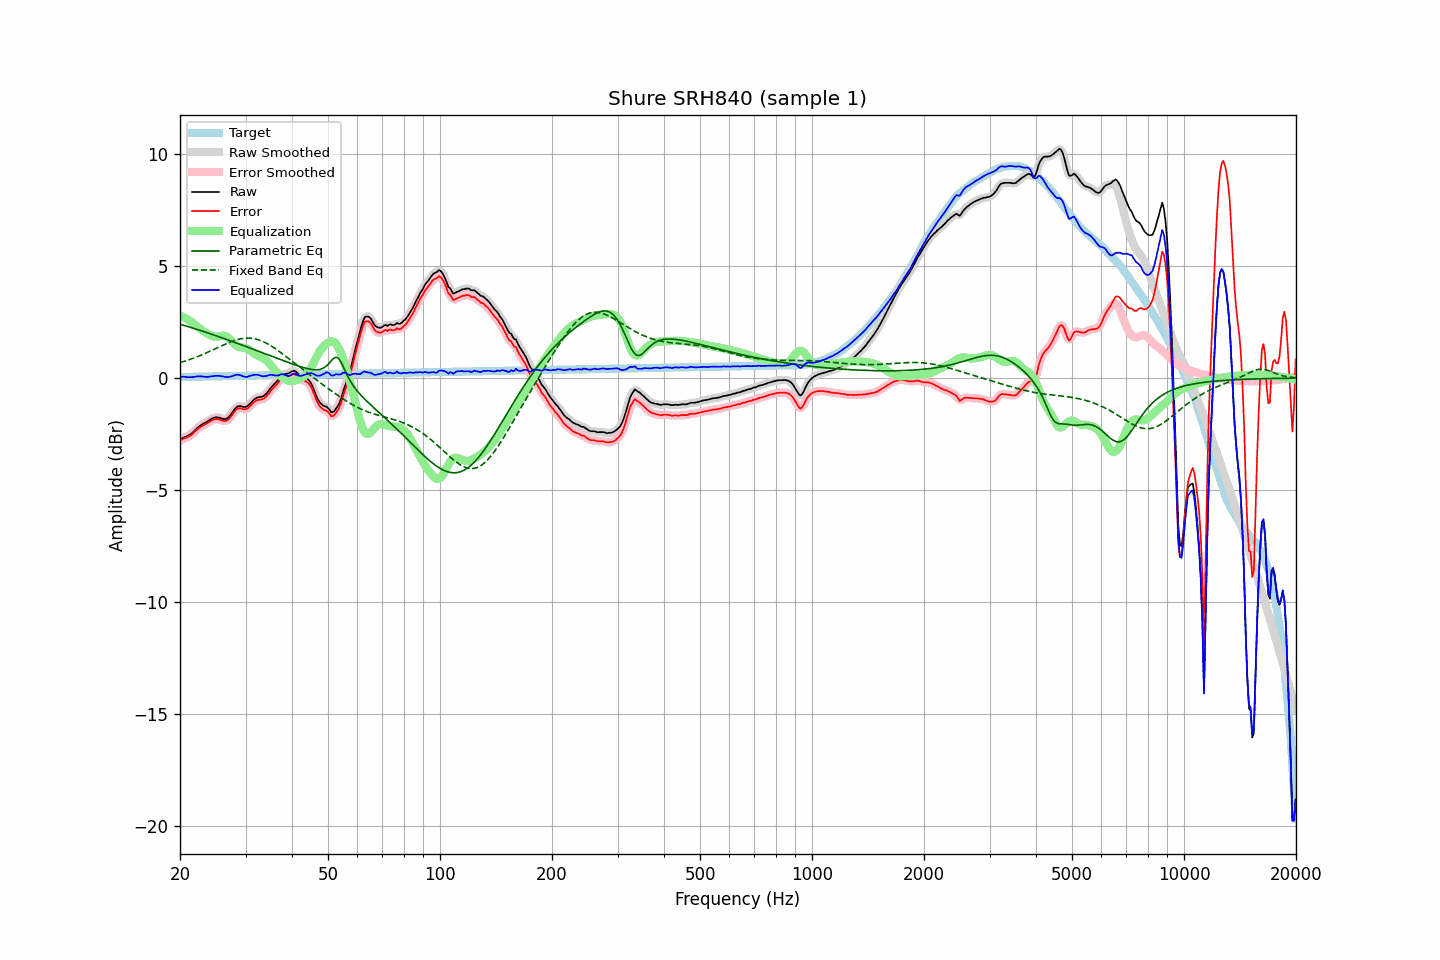 Shure SRH840 (sample 1)
Target
Raw Smoothed
Error Smoothed
Raw
Error
Equalization
Parametric Eq
Fixed Band Eq
Equalized
10
5
0
−5
−10
−15
−20
Amplitude (dBr)
20 50 100 200 500 1000 2000 5000 10000 20000
Frequency (Hz)